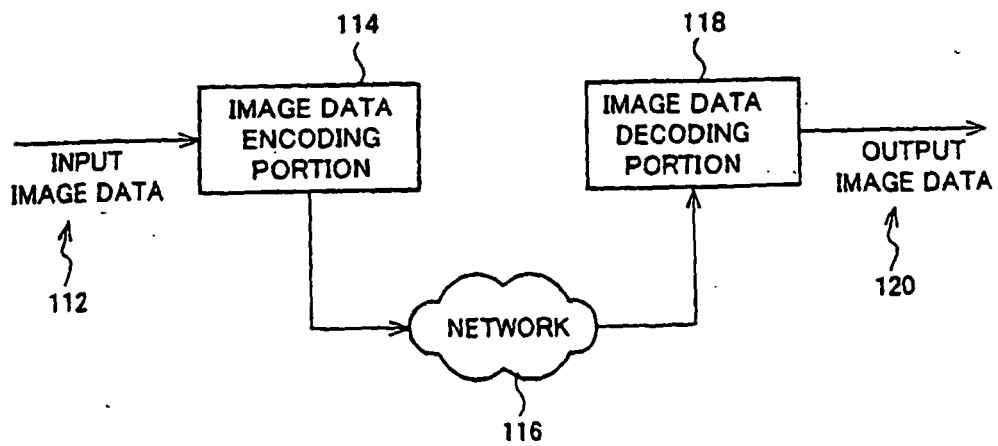 114
118
IMAGE DATA
ENCODING
PORTION
IMAGE DATA
DECODING
PORTION
INPUT
IMAGE DATA
OUTPUT
IMAGE DATA
112
120
NETWORK
116